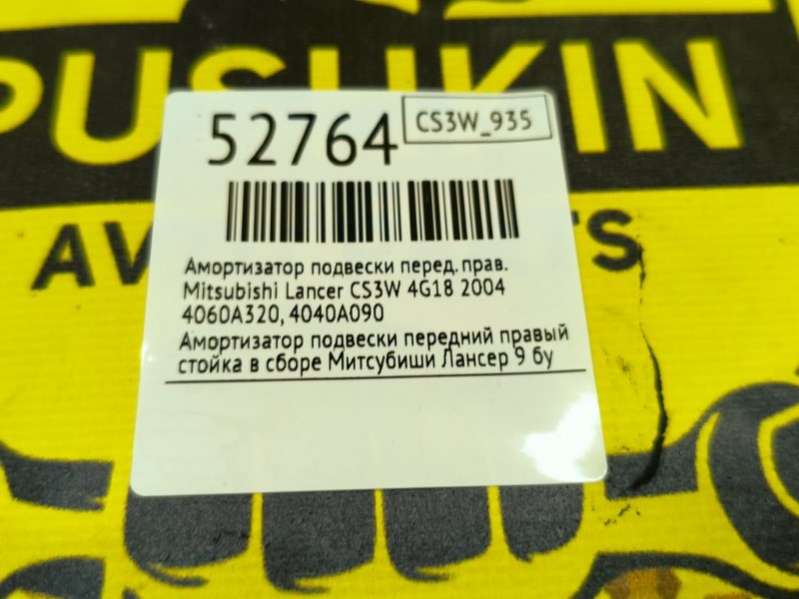 PUSHKIN
52764
CS3W_935
AV TS
Амортизатор подвески перед. прав.
Mitsubishi Lancer CS3W 4G18 2004
4060A320, 4040A090
Амортизатор подвески передний правый
стойка в сборе Митсубиши Лансер 9 бу